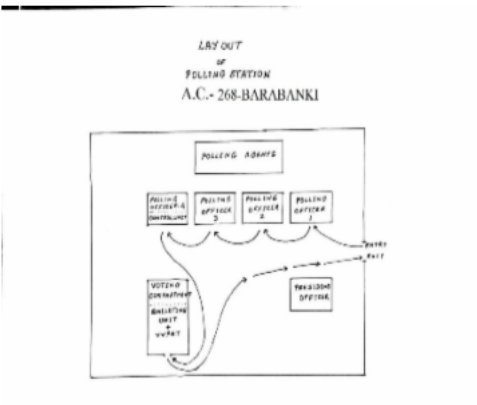 LAY OUT
OF
POLLING STATION
A.C.- 268-BARABANKI
POLLING AGENTS
POLLING
OFFICER-4
CONTROL UNIT
POLLING
OFFICER
3
POLLING
OFFICER
2
POLLING
OFFICER
1
ENTRY
EXIT
VOTING
COMPARTMENT
BALLOTING
UNIT
+
VVPAT
PRESIDING
OFFICER